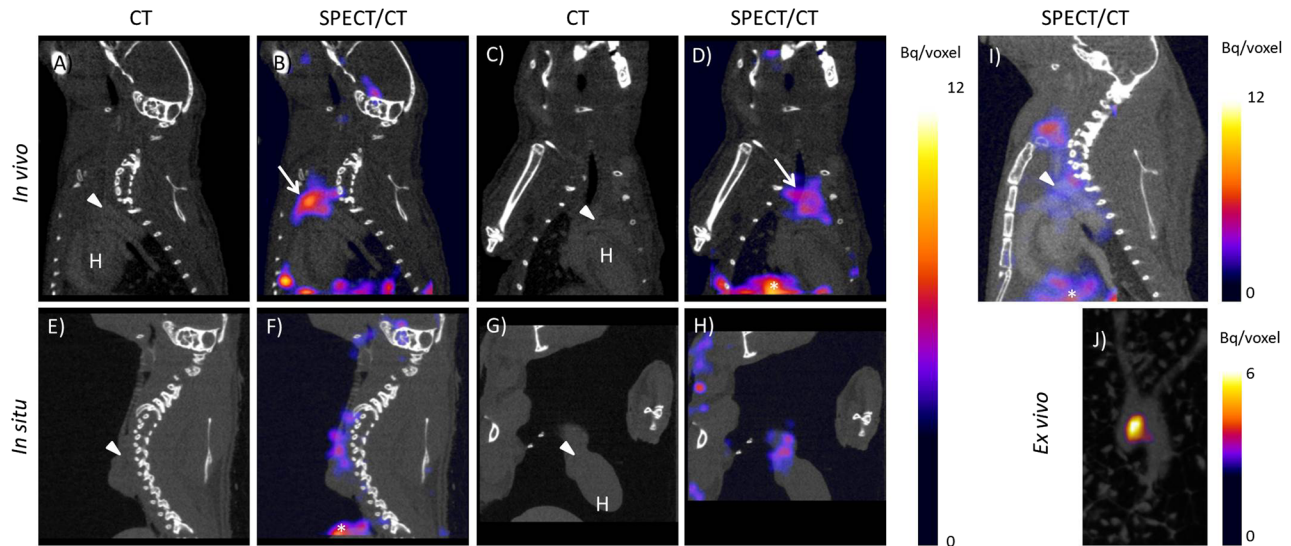 CT
SPECT/CT
CT
SPECT/CT
SPECT/CT
In vivo
A)
B)
C)
D)
H
H
*
Bq/voxel
12
0
I)
*
Bq/voxel
12
0
In situ
E)
F)
G)
H)
*
H
Ex vivo
J)
Bq/voxel
6
0